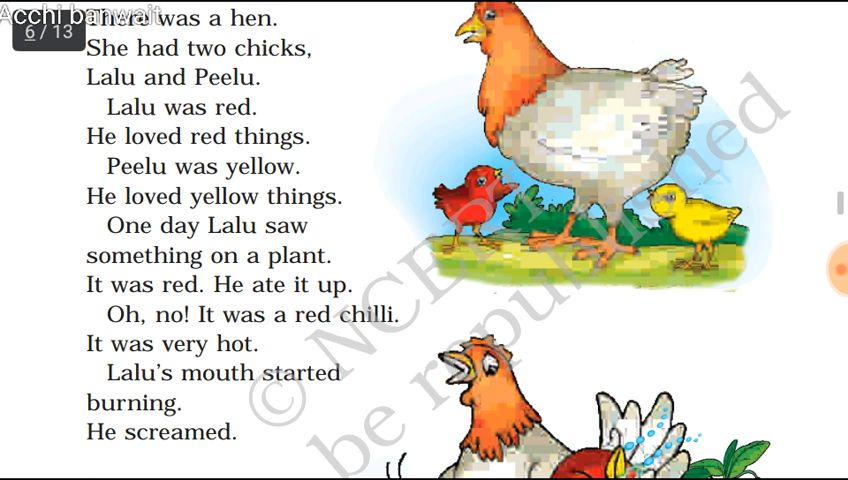 Acchi banwait
6/13
There was a hen.
She had two chicks,
Lalu and Peelu.
Lalu was red.
He loved red things.
Peelu was yellow.
He loved yellow things.
One day Lalu saw
something on a plant.
It was red. He ate it up.
Oh, no! It was a red chilli.
It was very hot.
Lalu's mouth started
burning.
He screamed.
© NCERT
be republished